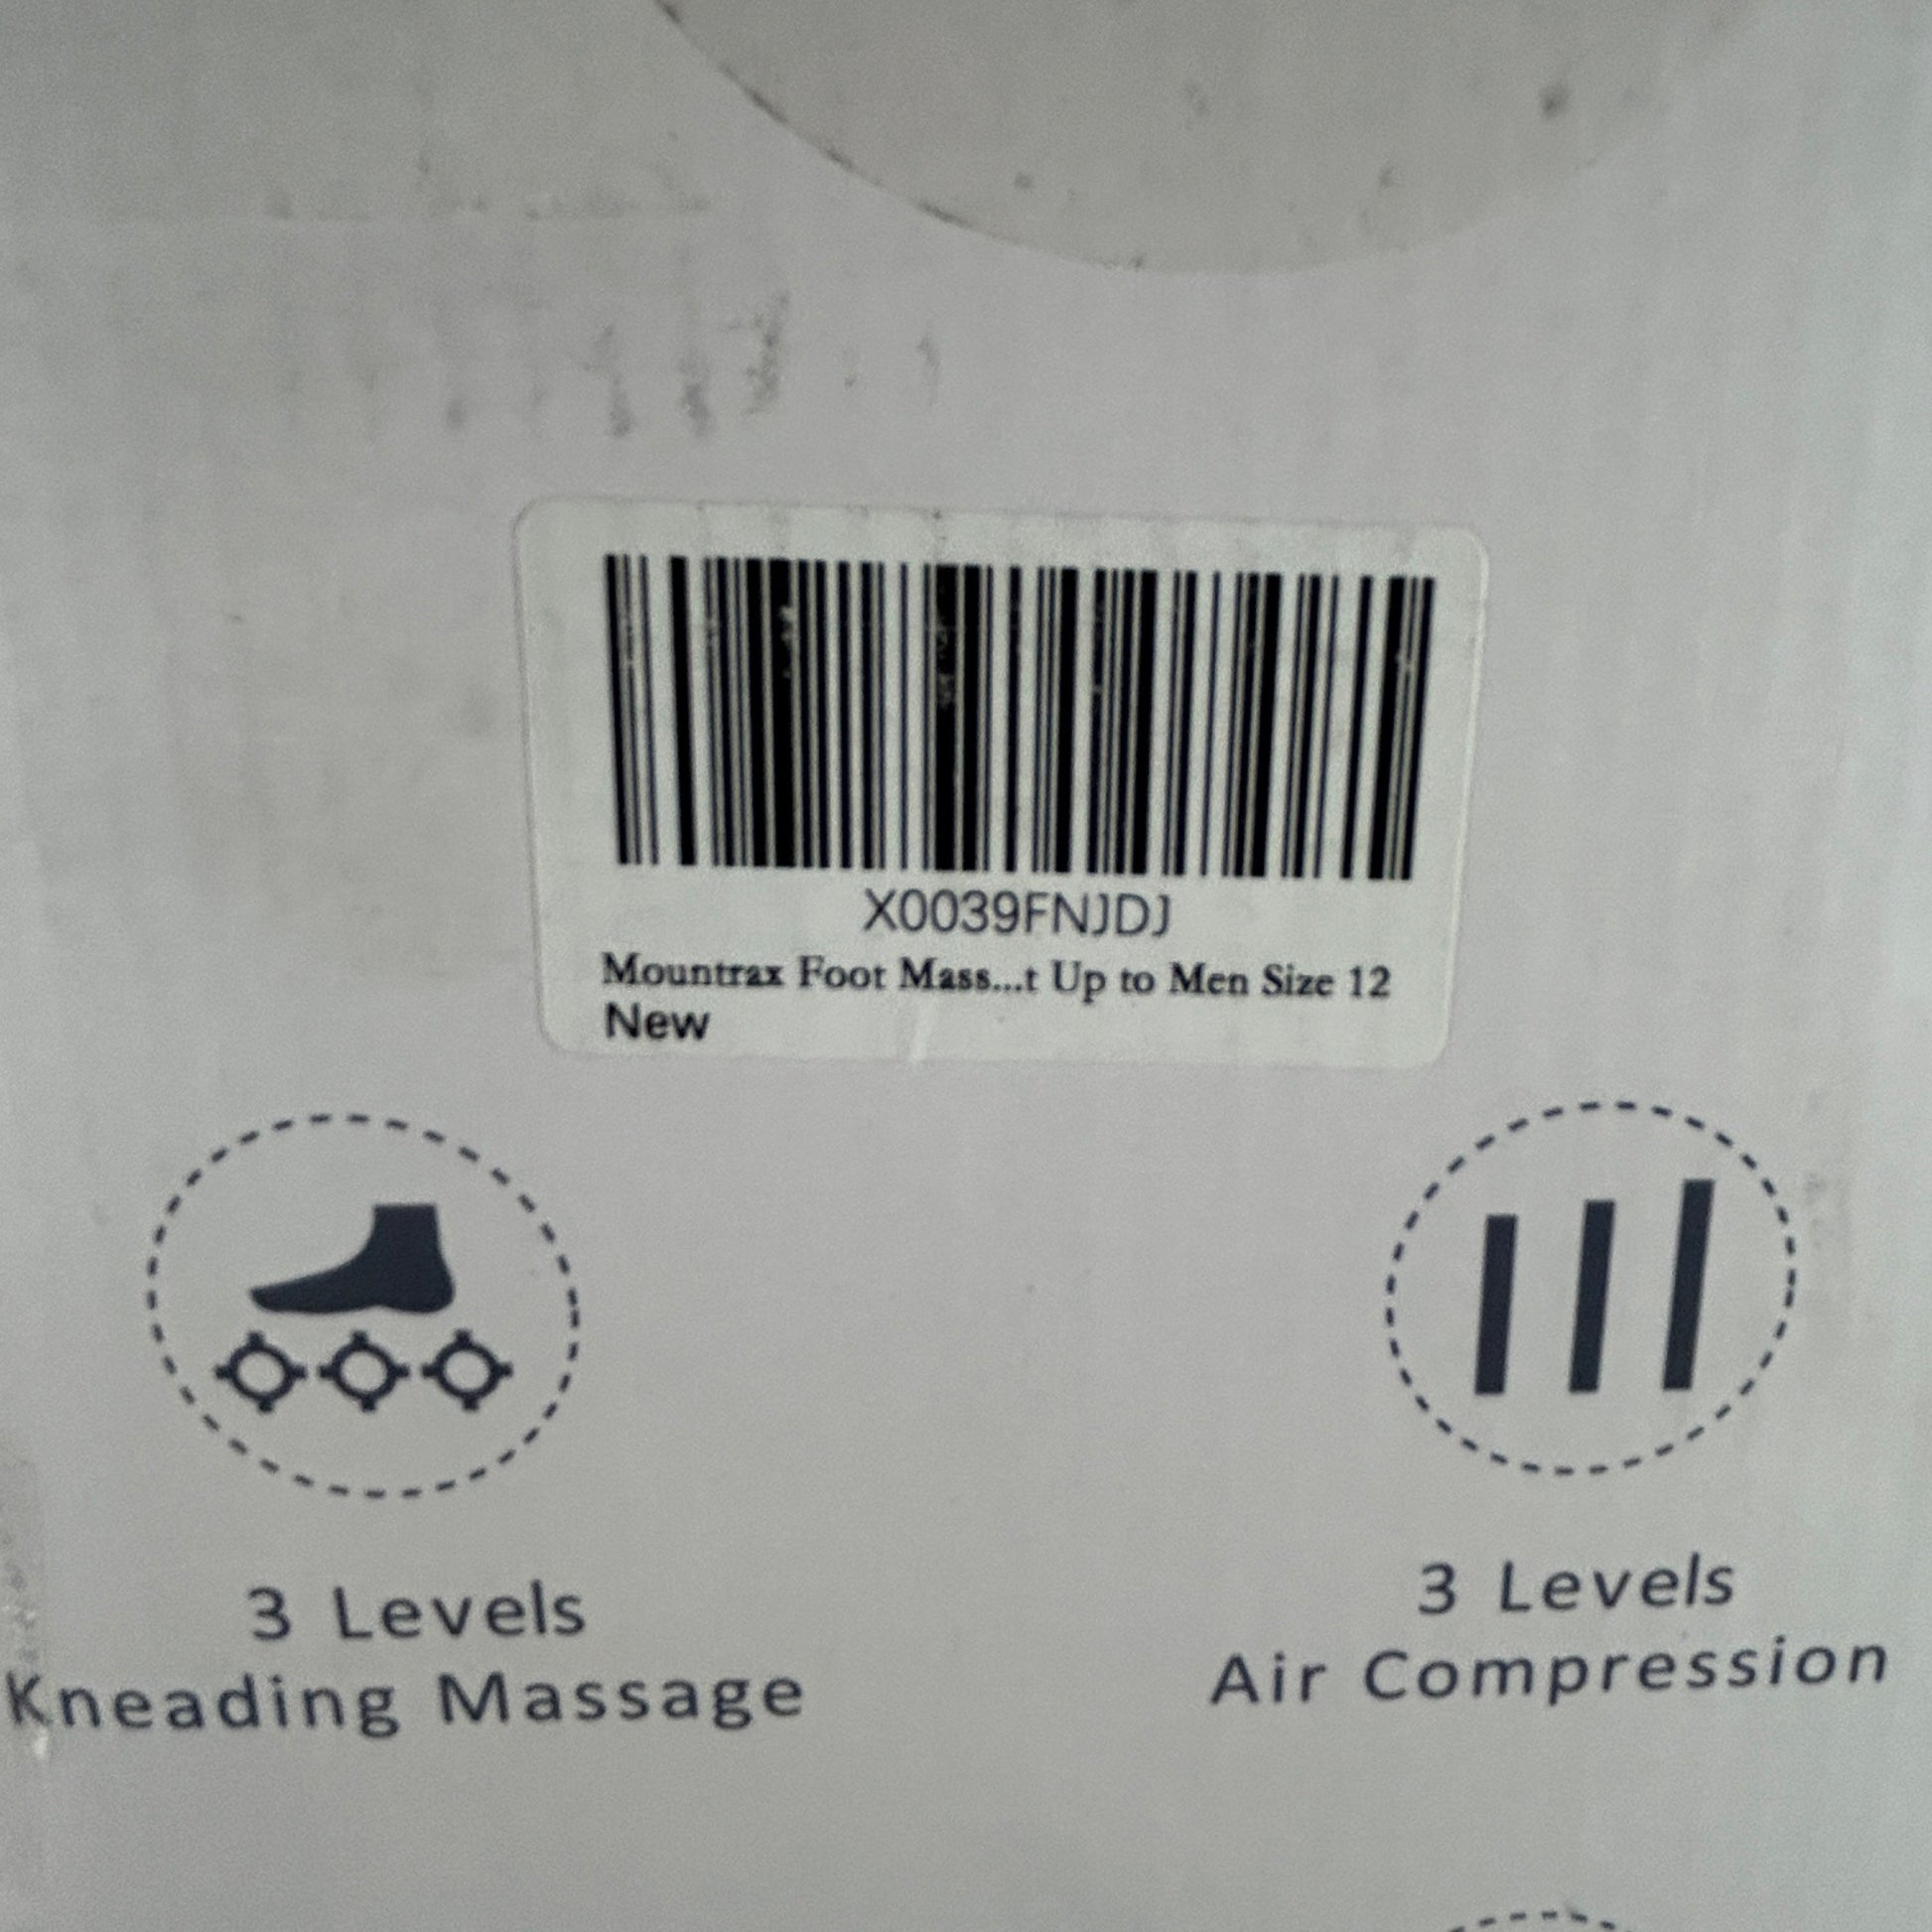 X0039FNJDJ
Mountrax Foot Mass...t Up to Men Size 12
New
3 Levels
Kneading Massage
3 Levels
Air Compression